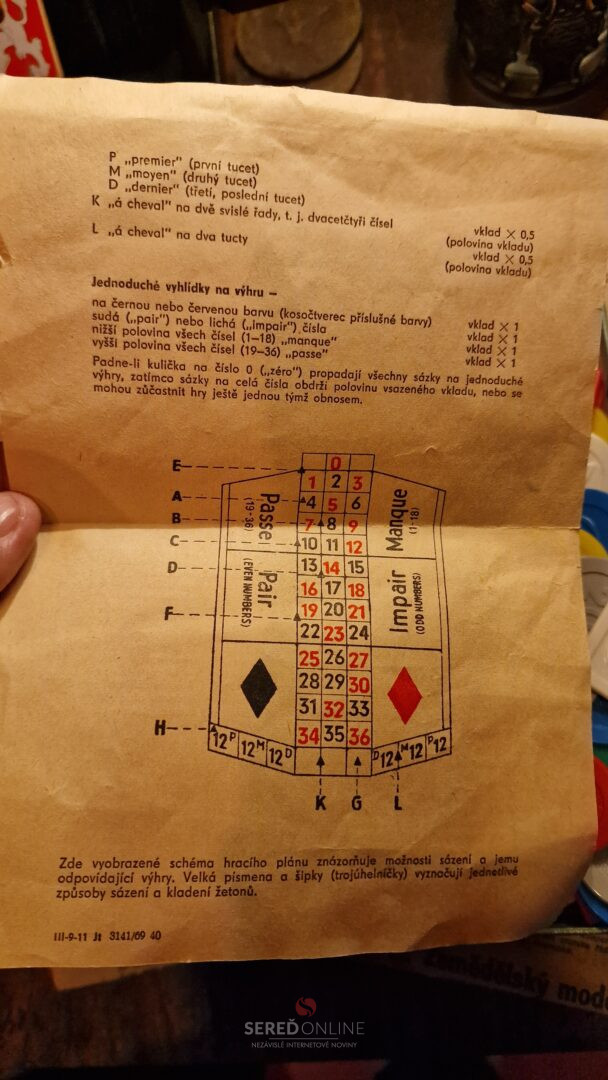 P „premier" (první tucet)
M „moyen" (druhý tucet)
D „dernier" (třetí, poslední tucet)
K „á cheval" na dvě svislé řady, t. j. dvacetčtyři čísel vklad × 0,5
(polovina vkladu)
L „á cheval" na dva tucty vklad × 0,5
(polovina vkladu)
Jednoduché vyhlídky na výhru –
na černou nebo červenou barvu (kosočtverec příslušné barvy) vklad × 1
sudá („pair") nebo lichá („impair") čísla vklad × 1
nižší polovina všech čísel (1–18) „manque" vklad × 1
vyšší polovina všech čísel (19–36) „passe" vklad × 1
Padne-li kulička na číslo 0 („zéro") propadají všechny sázky na jednoduché
výhry, zatímco sázky na celá čísla obdrží polovinu vsazeného vkladu, nebo se
mohou zůčastnit hry ještě jednou týmž obnosem.
E
0
1 2 3
A
4 5 6
B
7 8 9
C
10 11 12
D
13 14 15
16 17 18
F
19 20 21
22 23 24
25 26 27
28 29 30
31 32 33
34 35 36
Passe
(19-36)
Manque
(1-18)
Pair
(EVEN NUMBERS)
Impair
(ODD NUMBERS)
H
12P 12M 12D
D12 M12 P12
K G L
Zde vyobrazené schéma hracího plánu znázorňuje možnosti sázení a jemu
odpovídající výhry. Velká písmena a šipky (trojúhelníčky) vyznačují jednetlivé
způsoby sázení a kladení žetonů.
III-9-11 Jt 3141/69 40
zemědělský mod
SEREĎONLINE
NEZÁVISLÉ INTERNETOVÉ NOVINY